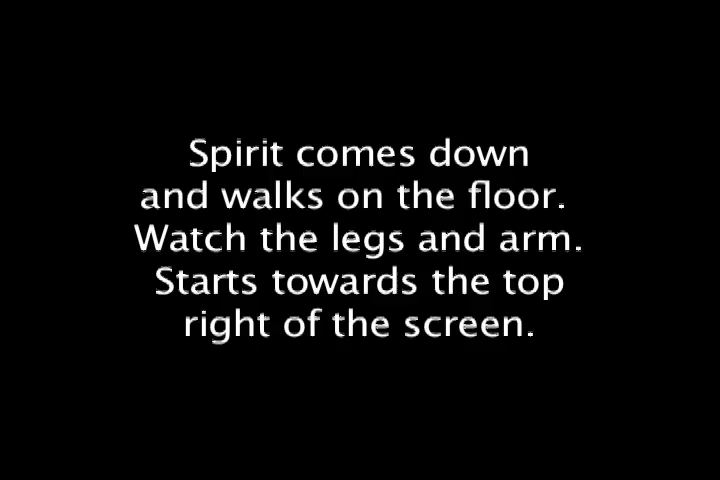 Spirit comes down
and walks on the floor.
Watch the legs and arm.
Starts towards the top
right of the screen.